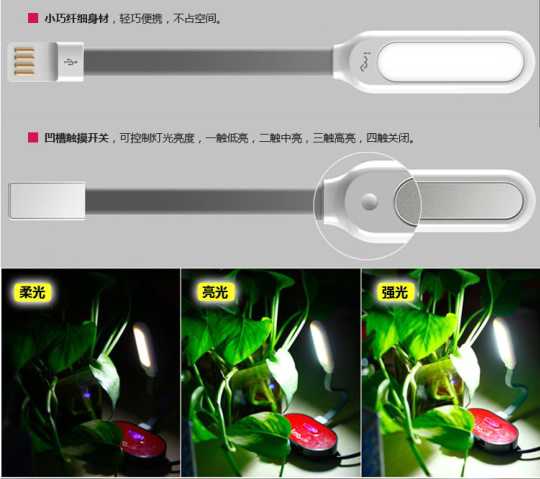 小巧纤细身材，轻巧便携，不占空间。
凹槽触摸开关，可控制灯光亮度，一触低亮，二触中亮，三触高亮，四触关闭。
柔光
亮光
强光